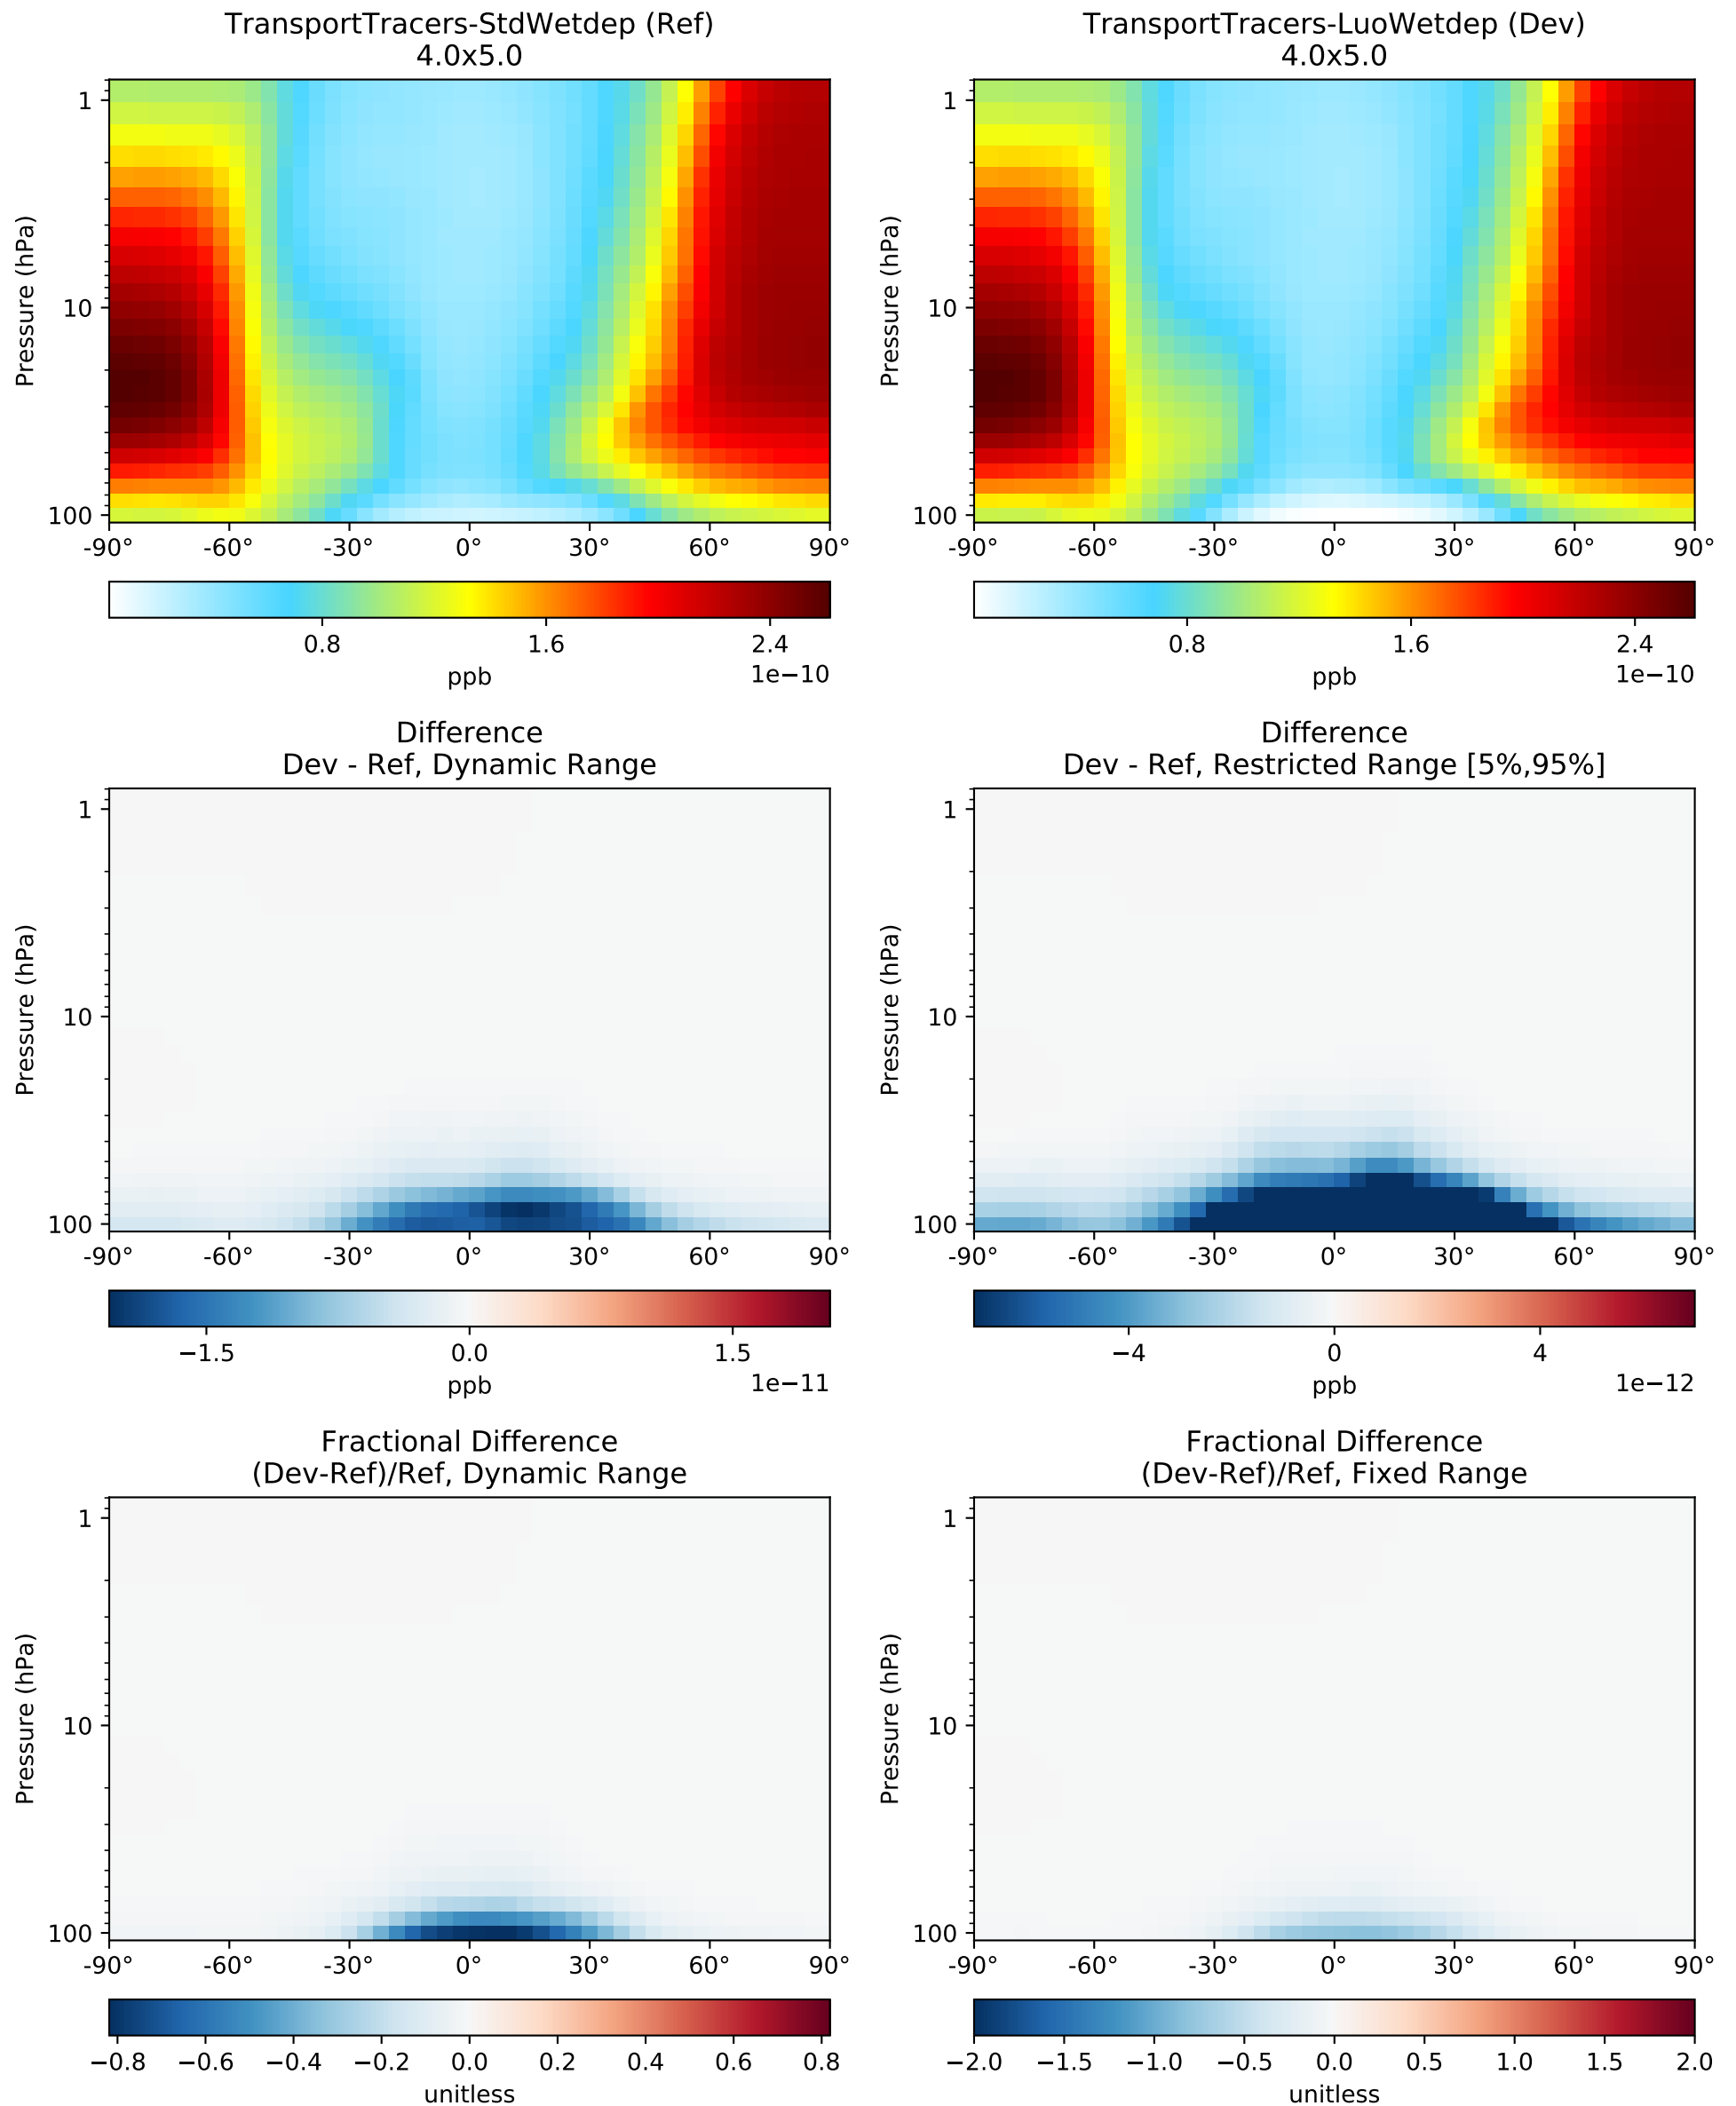 TransportTracers-StdWetdep (Ref)
4.0x5.0
Pressure (hPa)
1
10
100
-90° -60° -30° 0° 30° 60° 90°
0.8 1.6 2.4
1e−10
ppb
TransportTracers-LuoWetdep (Dev)
4.0x5.0
Pressure (hPa)
1
10
100
-90° -60° -30° 0° 30° 60° 90°
0.8 1.6 2.4
1e−10
ppb
Difference
Dev - Ref, Dynamic Range
Pressure (hPa)
1
10
100
-90° -60° -30° 0° 30° 60° 90°
−1.5 0.0 1.5
1e−11
ppb
Difference
Dev - Ref, Restricted Range [5%,95%]
Pressure (hPa)
1
10
100
-90° -60° -30° 0° 30° 60° 90°
−4 0 4
1e−12
ppb
Fractional Difference
(Dev-Ref)/Ref, Dynamic Range
Pressure (hPa)
1
10
100
-90° -60° -30° 0° 30° 60° 90°
−0.8 −0.6 −0.4 −0.2 0.0 0.2 0.4 0.6 0.8
unitless
Fractional Difference
(Dev-Ref)/Ref, Fixed Range
Pressure (hPa)
1
10
100
-90° -60° -30° 0° 30° 60° 90°
−2.0 −1.5 −1.0 −0.5 0.0 0.5 1.0 1.5 2.0
unitless